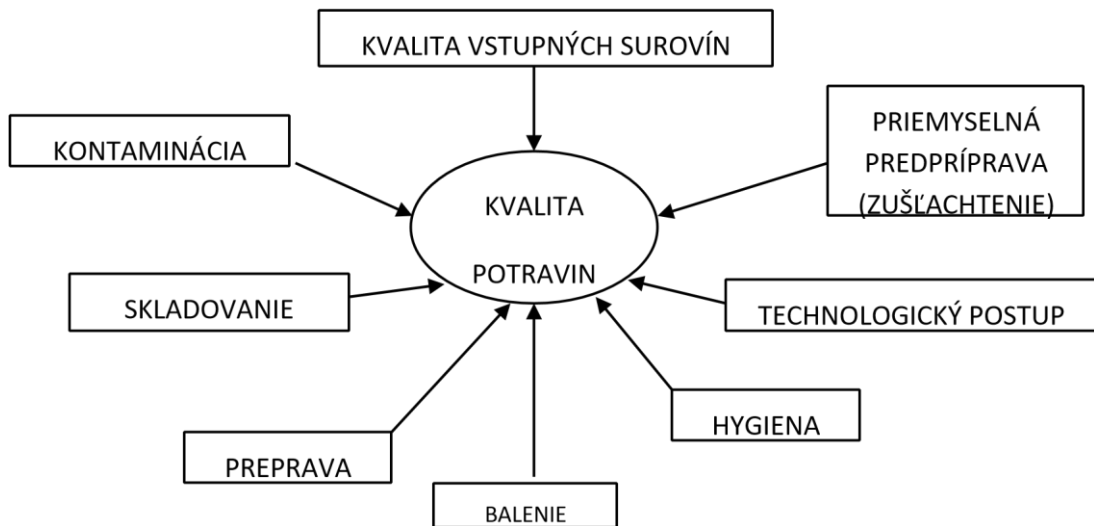 KVALITA VSTUPNÝCH SUROVÍN
PRIEMYSELNÁ
PREDPRÍPRAVA
(ZUŠĽACHTENIE)
KONTAMINÁCIA
KVALITA
POTRAVIN
SKLADOVANIE
TECHNOLOGICKÝ POSTUP
HYGIENA
PREPRAVA
BALENIE